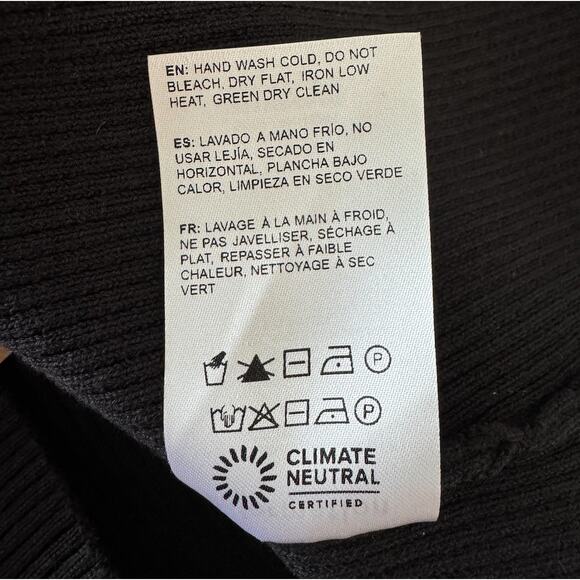 EN: HAND WASH COLD, DO NOT
BLEACH, DRY FLAT, IRON LOW
HEAT, GREEN DRY CLEAN
ES: LAVADO A MANO FRÍO, NO
USAR LEJÍA, SECADO EN
HORIZONTAL, PLANCHA BAJO
CALOR, LIMPIEZA EN SECO VERDE
FR: LAVAGE À LA MAIN À FROID,
NE PAS JAVELLISER, SÉCHAGE À
PLAT, REPASSER À FAIBLE
CHALEUR, NETTOYAGE À SEC
VERT
P
P
CLIMATE
NEUTRAL
CERTIFIED